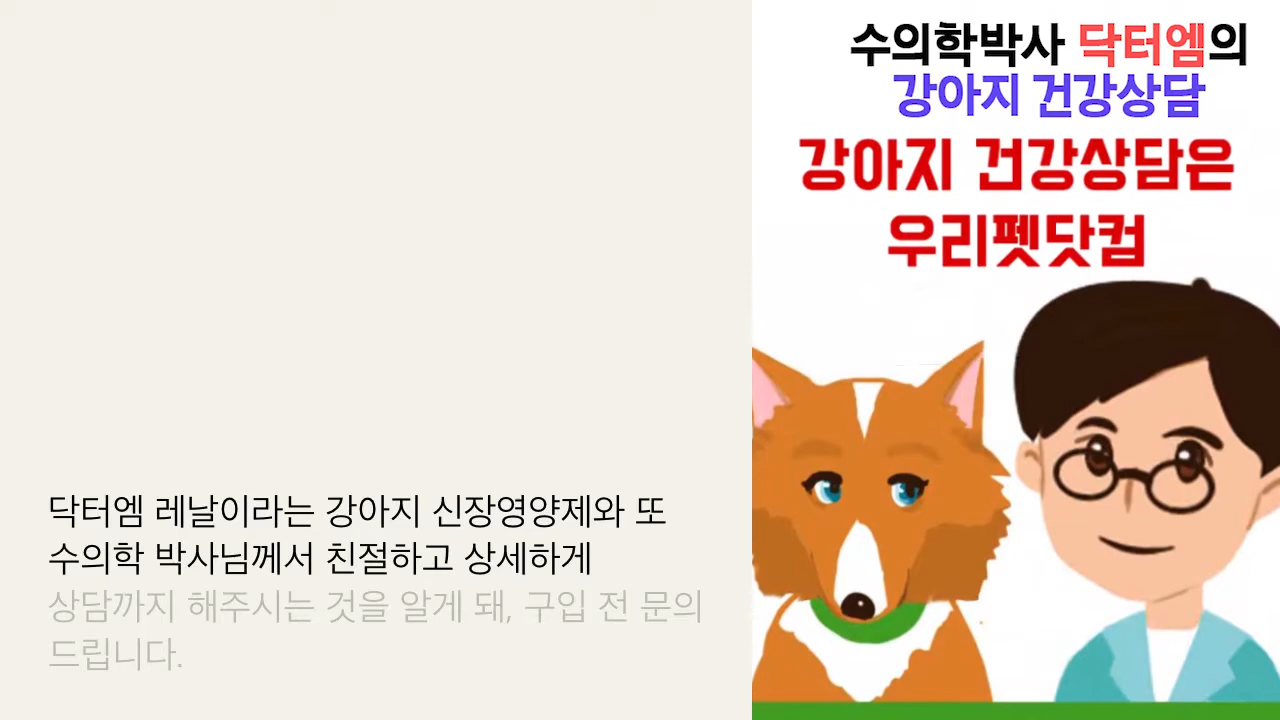 수의학박사 닥터엠의
강아지 건강상담
강아지 건강상담은
우리펫닷컴
닥터엠 레날이라는 강아지 신장영양제와 또
수의학 박사님께서 친절하고 상세하게
상담까지 해주시는 것을 알게 돼, 구입 전 문의
드립니다.